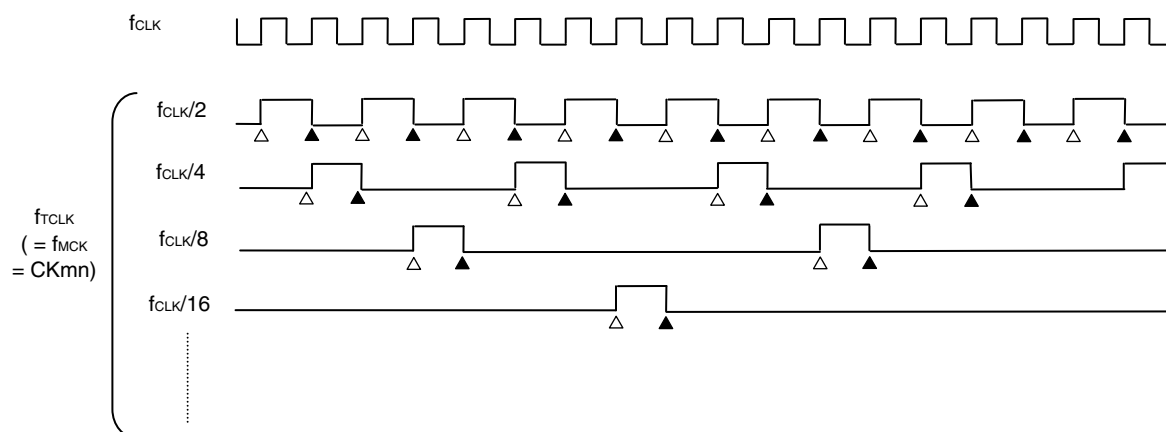 fCLK
fCLK/2
fCLK/4
fTCLK
( = fMCK
= CKmn)
fCLK/8
fCLK/16